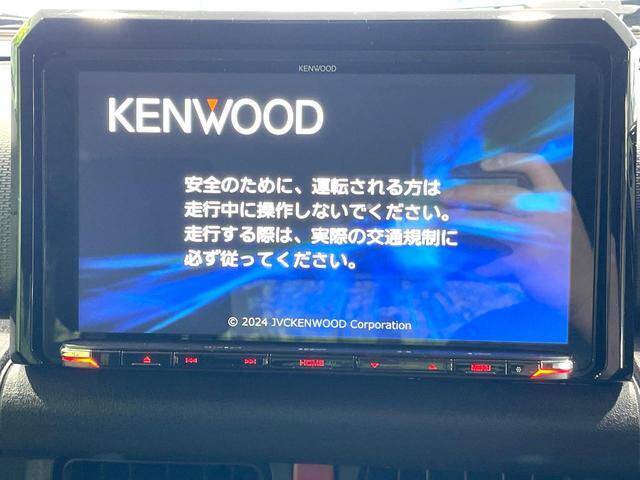 KENWOOD
KENWOOD
安全のために、運転される方は
走行中に操作しないでください。
走行する際は、実際の交通規制に
必ず従ってください。
© 2024 JVCKENWOOD Corporation
HOME
MENU